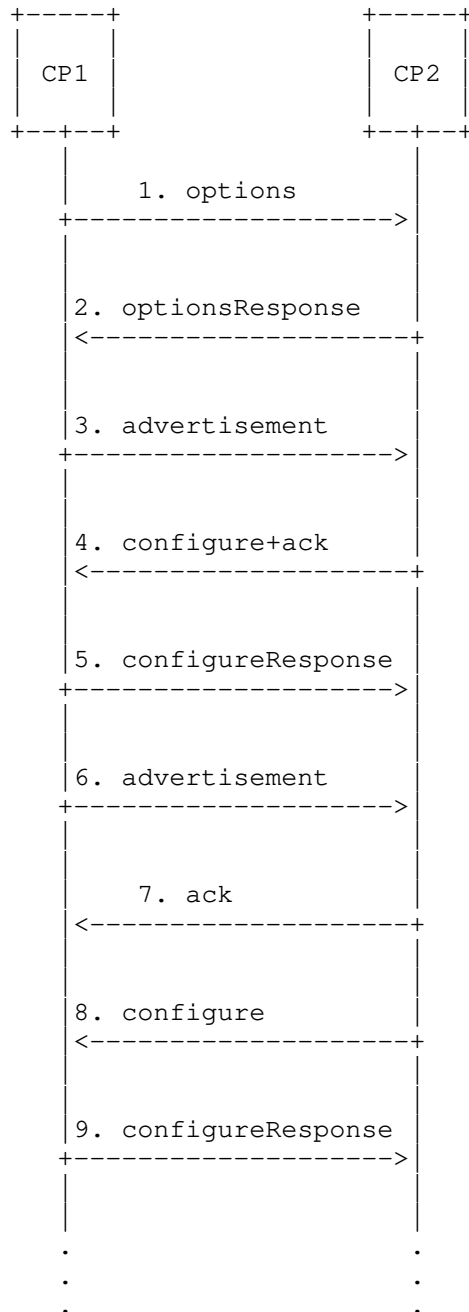 CP1 CP2
1. options
2. optionsResponse
3. advertisement
4. configure+ack
5. configureResponse
6. advertisement
7. ack
8. configure
9. configureResponse